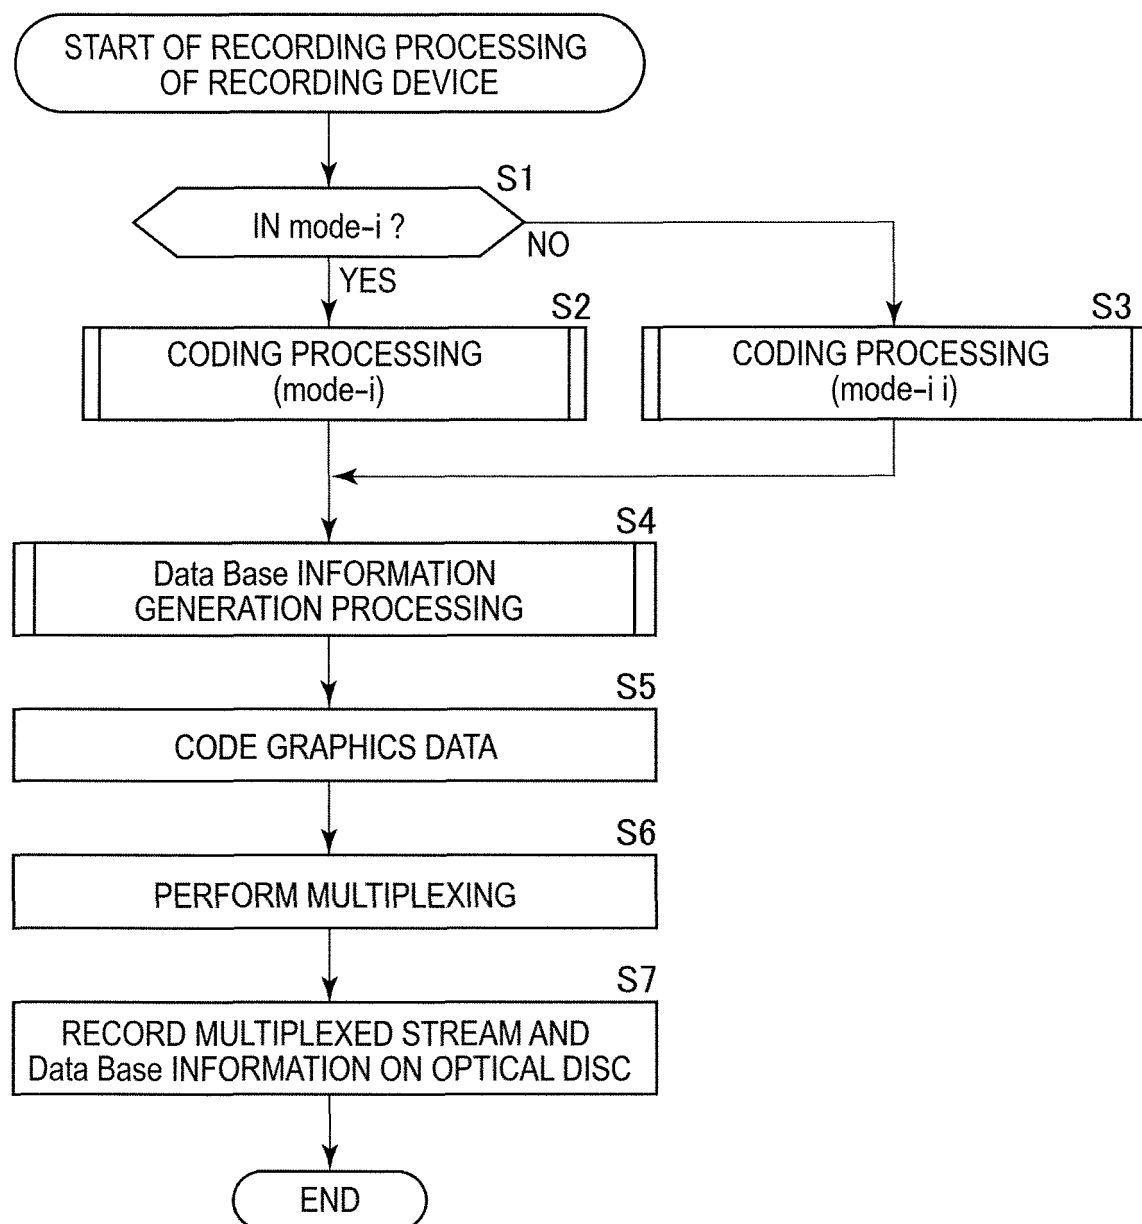 START OF RECORDING PROCESSING
OF RECORDING DEVICE
S1
IN mode-i ?
NO
YES
S2
CODING PROCESSING
(mode-i)
S3
CODING PROCESSING
(mode-i i)
S4
Data Base INFORMATION
GENERATION PROCESSING
S5
CODE GRAPHICS DATA
S6
PERFORM MULTIPLEXING
S7
RECORD MULTIPLEXED STREAM AND
Data Base INFORMATION ON OPTICAL DISC
END